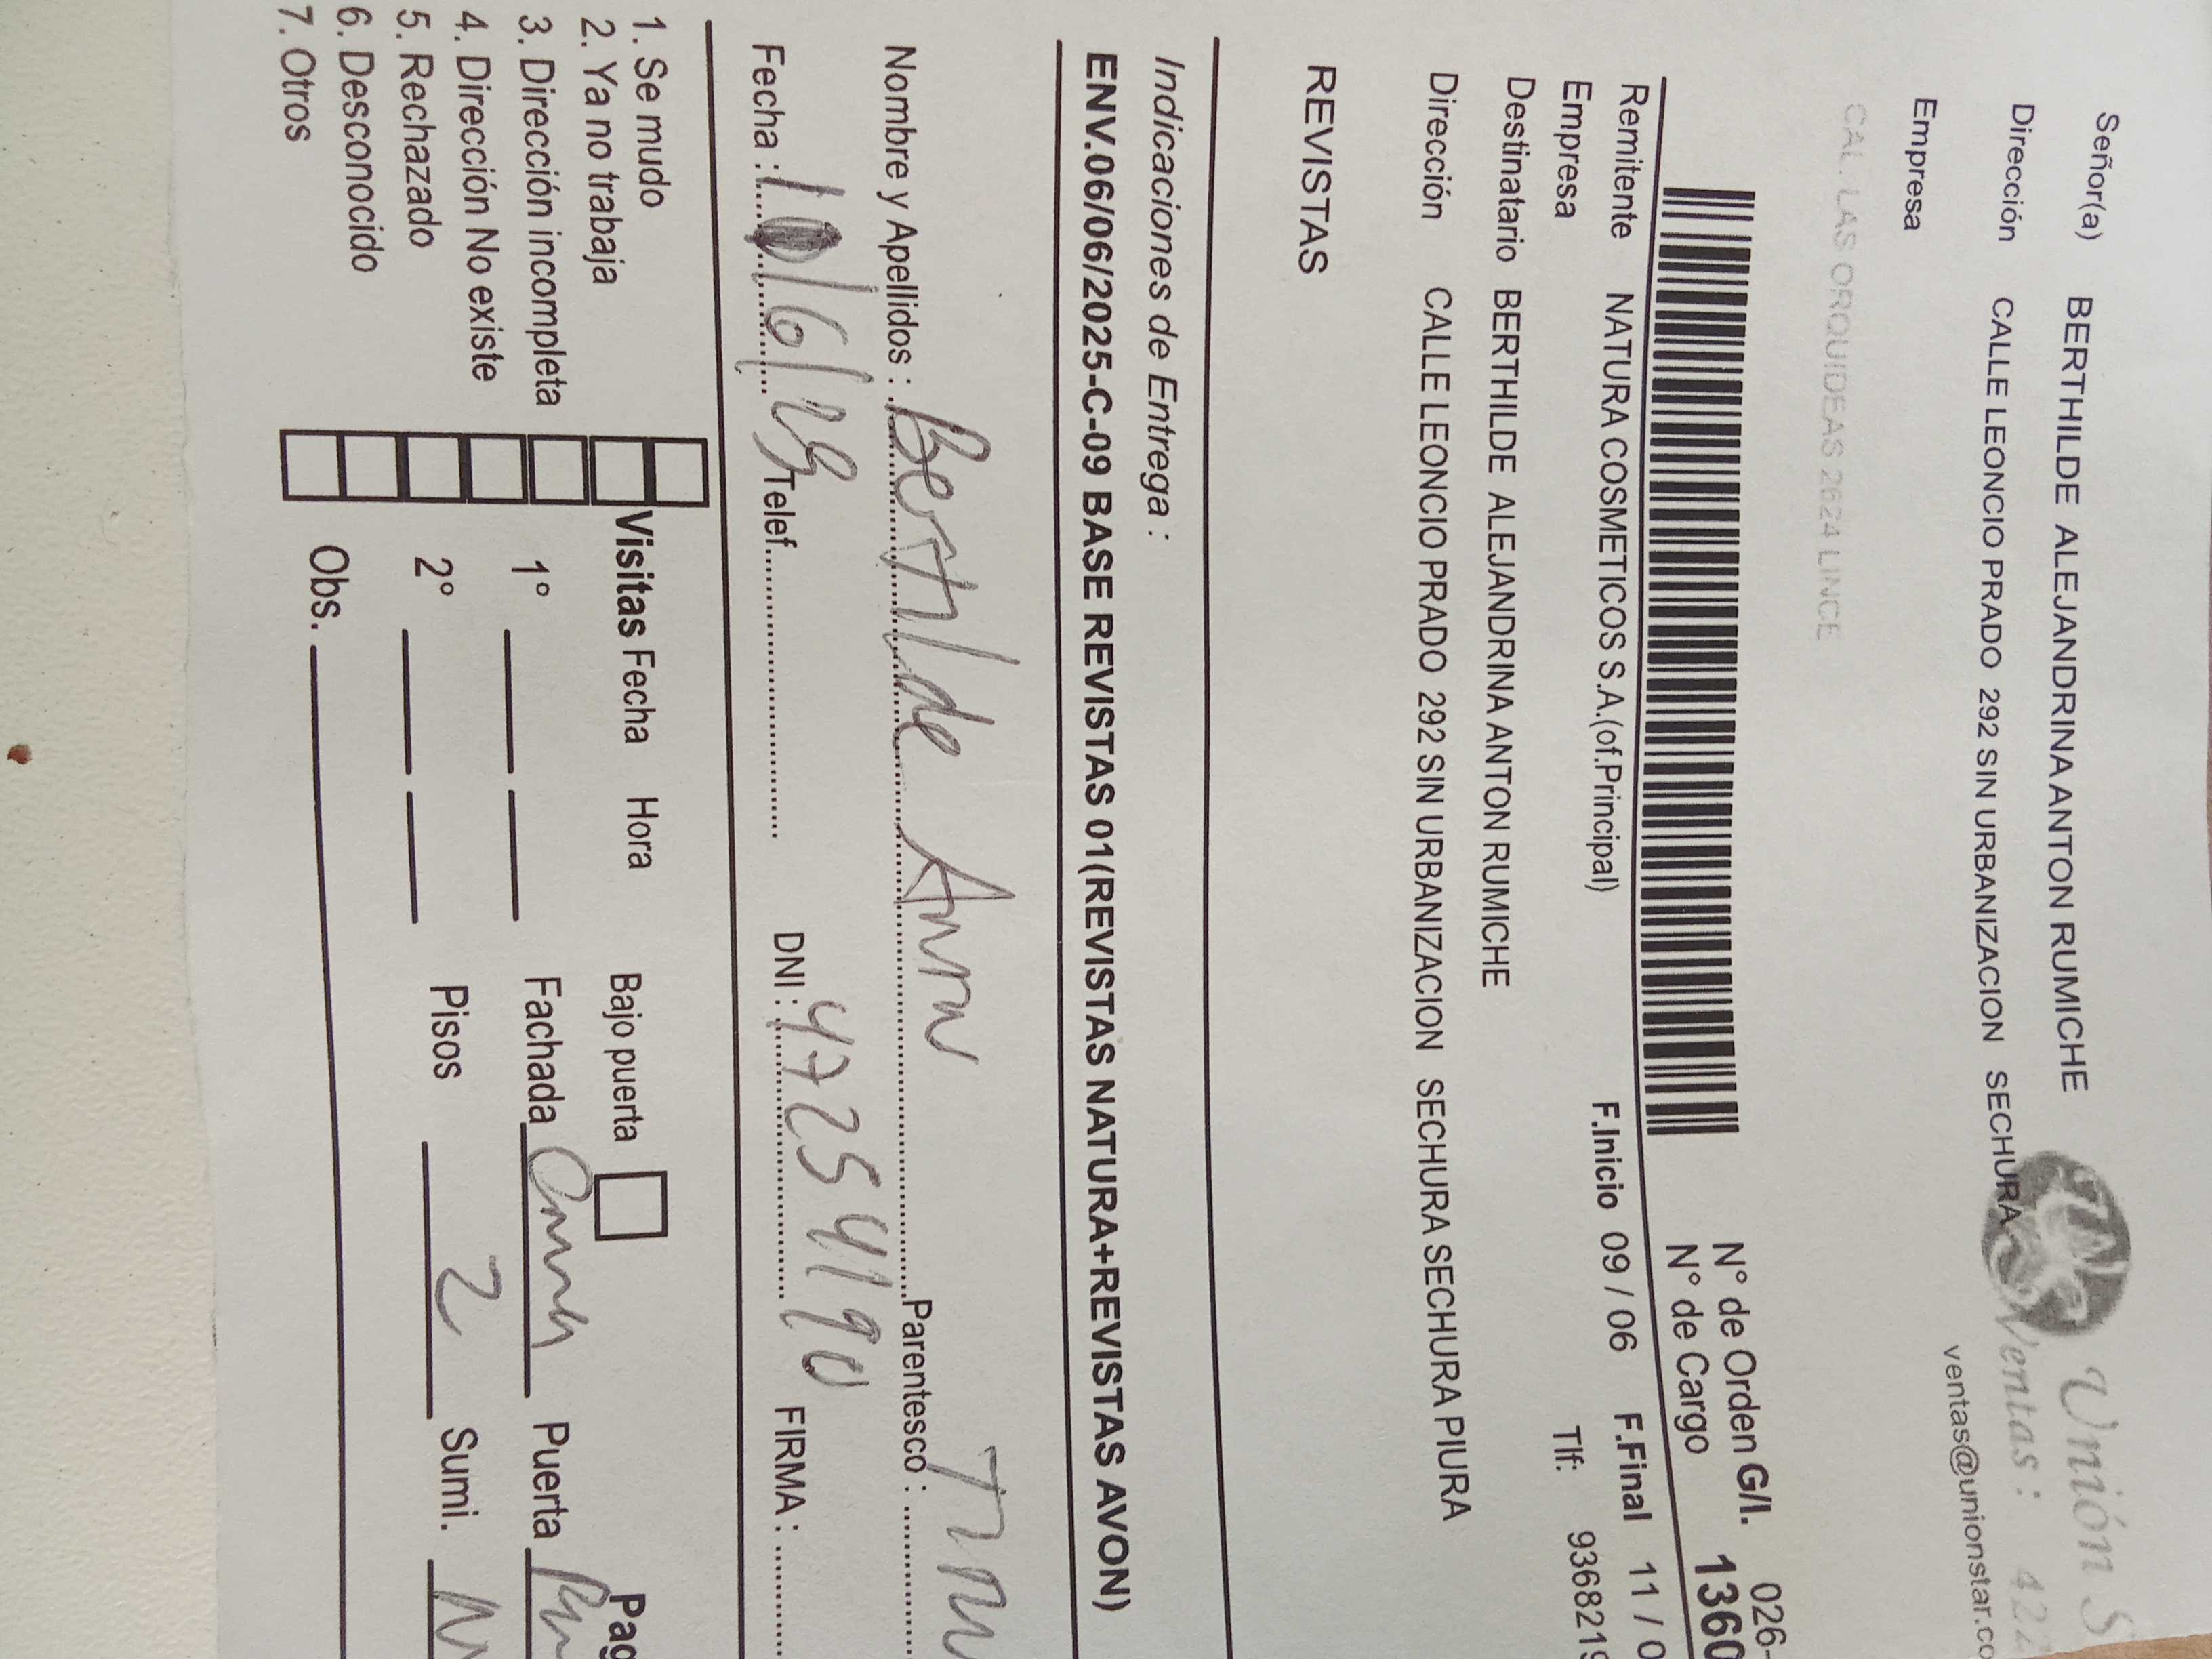 Señor(a) BERTHILDE ALEJANDRINA ANTON RUMICHE
Dirección CALLE LEONCIO PRADO 292 SIN URBANIZACION SECHURA
Empresa
Unión S
Ventas : 422
ventas@unionstar.co
CAL. LAS ORQUIDEAS 2624 LINCE
N° de Orden G/I. 026-
N° de Cargo 1360
Remitente NATURA COSMETICOS S.A.(of.Principal) F.Inicio 09 / 06 F.Final 11 / 0
Empresa Tlf: 9368219
Destinatario BERTHILDE ALEJANDRINA ANTON RUMICHE
Dirección CALLE LEONCIO PRADO 292 SIN URBANIZACION SECHURA SECHURA PIURA
REVISTAS
Indicaciones de Entrega :
ENV.06/06/2025-C-09 BASE REVISTAS 01(REVISTAS NATURA+REVISTAS AVON)
Nombre y Apellidos : Berthilde Parentesco :
Fecha : 10/6/25 Telef. DNI : 47254190 FIRMA :
1. Se mudo
2. Ya no trabaja
3. Dirección incompleta
4. Dirección No existe
5. Rechazado
6. Desconocido
7. Otros
Visitas Fecha Hora Bajo puerta Pag
1° Fachada Puerta
2° Pisos 2 Sumi.
Obs.